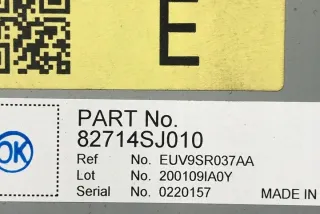 E
PART No.
82714SJ010
Ref No. EUV9SR037AA
Lot No. 200109IA0Y
Serial No. 0220157 MADE IN
OK